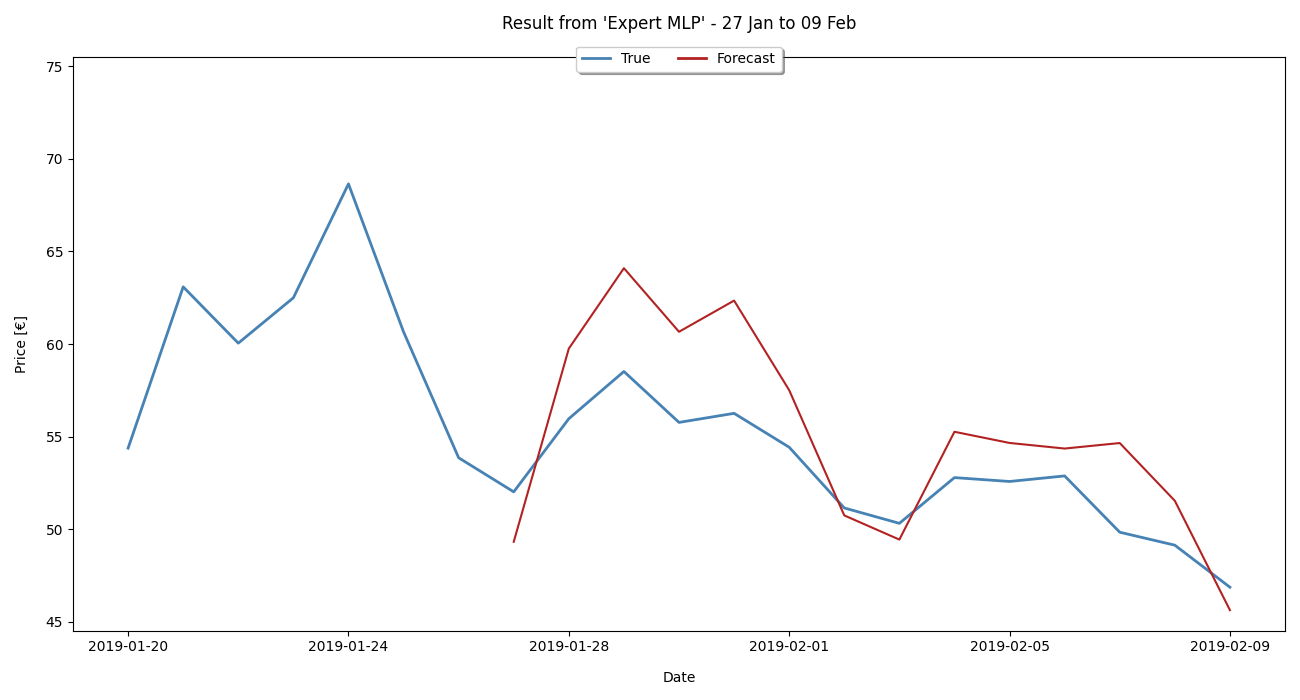 Result from 'Expert MLP' - 27 Jan to 09 Feb
True Forecast
75
70
65
60
55
50
45
Price [€]
2019-01-20 2019-01-24 2019-01-28 2019-02-01 2019-02-05 2019-02-09
Date